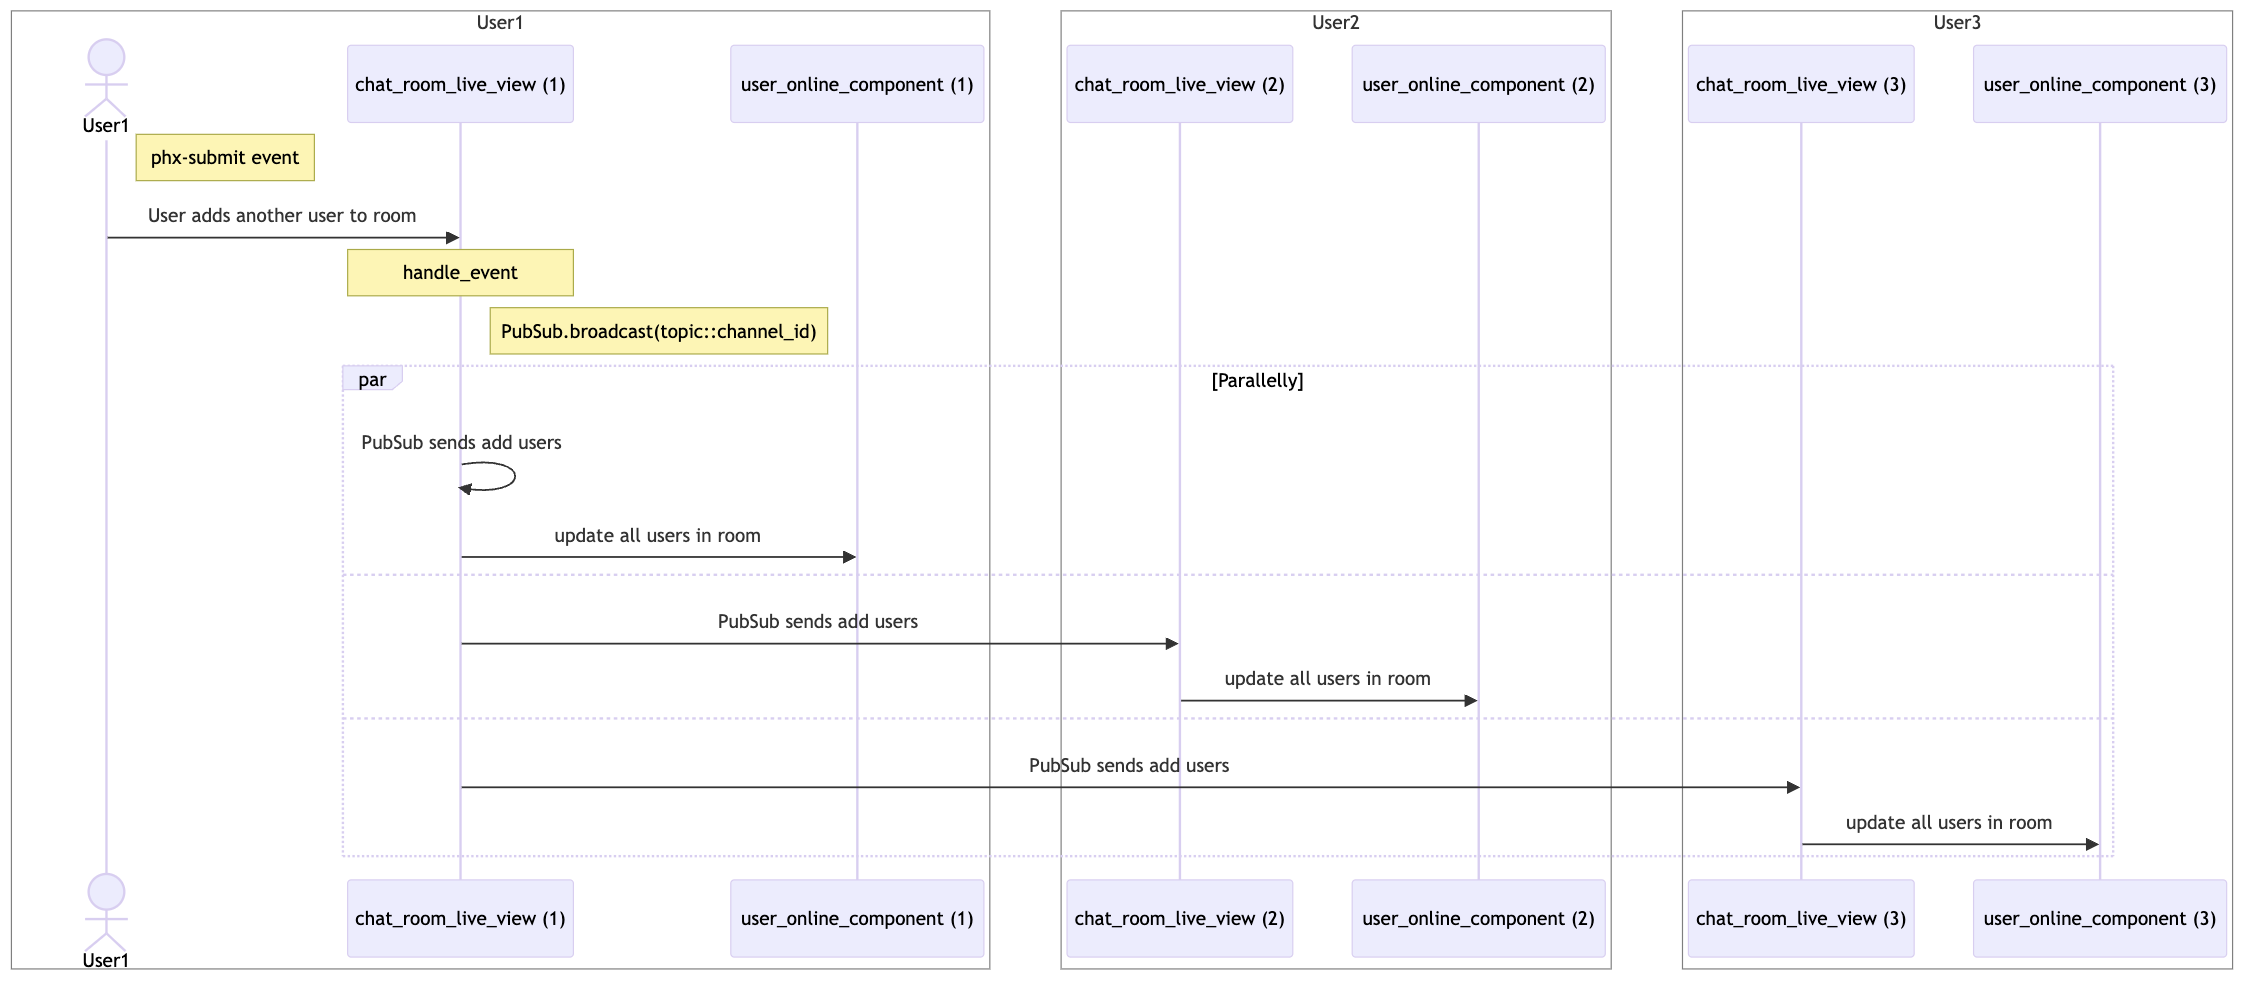 User1
User2
User3
chat_room_live_view (1)
user_online_component (1)
chat_room_live_view (2)
user_online_component (2)
chat_room_live_view (3)
user_online_component (3)
User1
phx-submit event
User adds another user to room
handle_event
PubSub.broadcast(topic::channel_id)
par
[Parallelly]
PubSub sends add users
update all users in room
PubSub sends add users
update all users in room
PubSub sends add users
update all users in room
chat_room_live_view (1)
user_online_component (1)
chat_room_live_view (2)
user_online_component (2)
chat_room_live_view (3)
user_online_component (3)
User1